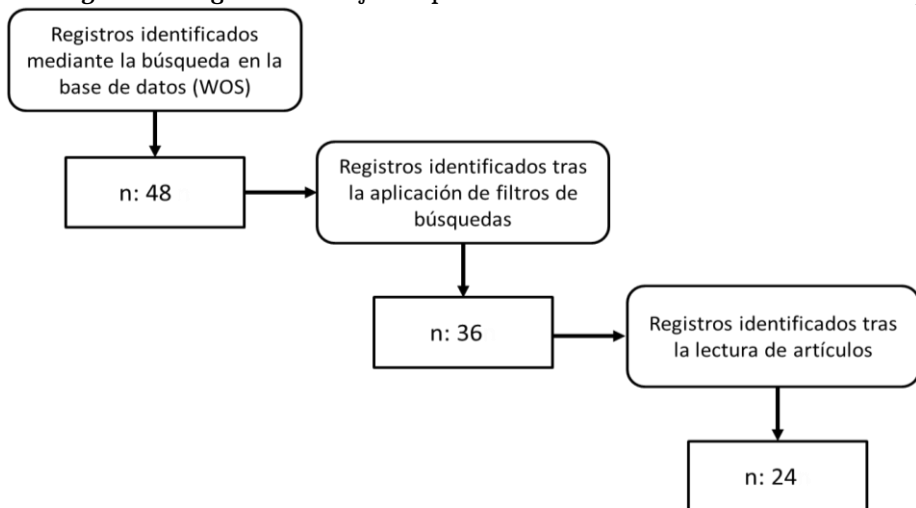 Registros identificados
mediante la búsqueda en la
base de datos (WOS)
n: 48
Registros identificados tras
la aplicación de filtros de
búsquedas
n: 36
Registros identificados tras
la lectura de artículos
n: 24